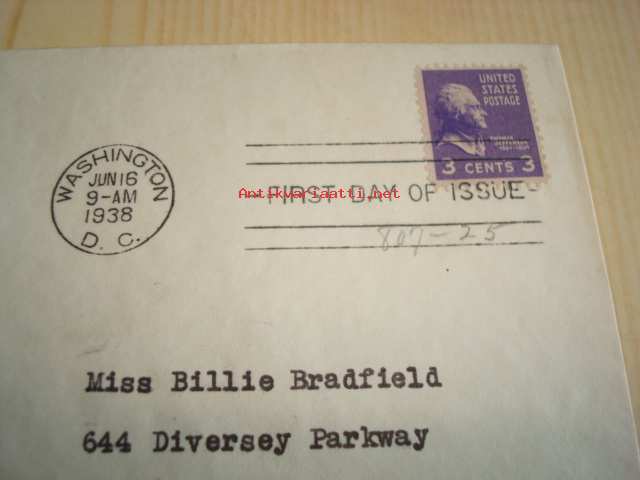 UNITED
STATES
POSTAGE
THOMAS
JEFFERSON
3 CENTS 3
WASHINGTON
JUN 16
9-AM
1938
D. C.
FIRST DAY OF ISSUE
Antikvariaatti.net
807-25
Miss Billie Bradfield
644 Diversey Parkway